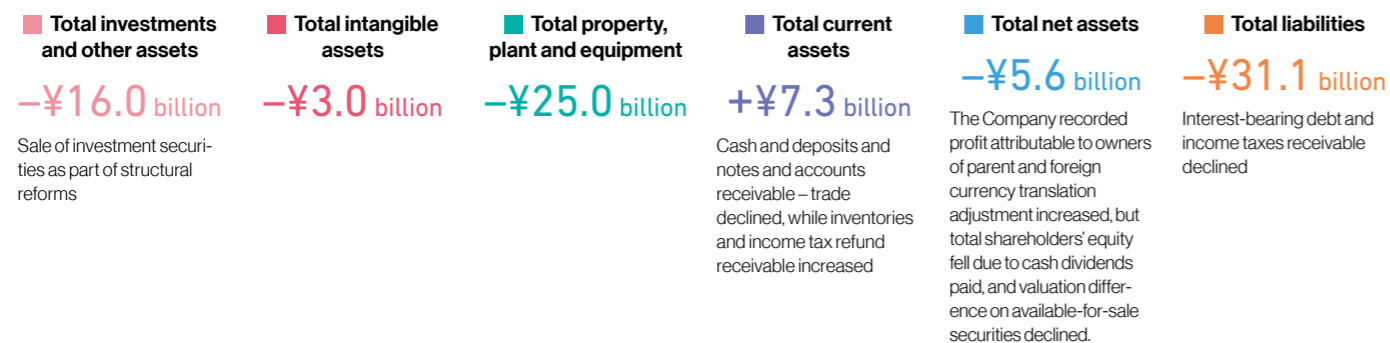 Total investments
and other assets
–¥16.0 billion
Sale of investment securi-
ties as part of structural
reforms
Total intangible
assets
–¥3.0 billion
Total property,
plant and equipment
–¥25.0 billion
Total current
assets
+¥7.3 billion
Cash and deposits and
notes and accounts
receivable – trade
declined, while inventories
and income tax refund
receivable increased
Total net assets
–¥5.6 billion
The Company recorded
profit attributable to owners
of parent and foreign
currency translation
adjustment increased, but
total shareholders’ equity
fell due to cash dividends
paid, and valuation differ-
ence on available-for-sale
securities declined.
Total liabilities
–¥31.1 billion
Interest-bearing debt and
income taxes receivable
declined